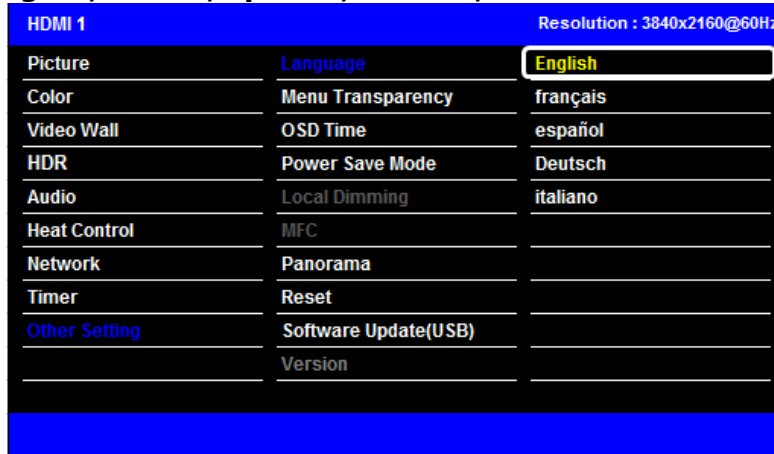 HDMI 1 Resolution : 3840x2160@60Hz
Picture Language English
Color Menu Transparency français
Video Wall OSD Time español
HDR Power Save Mode Deutsch
Audio Local Dimming italiano
Heat Control MFC
Network Panorama
Timer Reset
Other Setting Software Update(USB)
Version